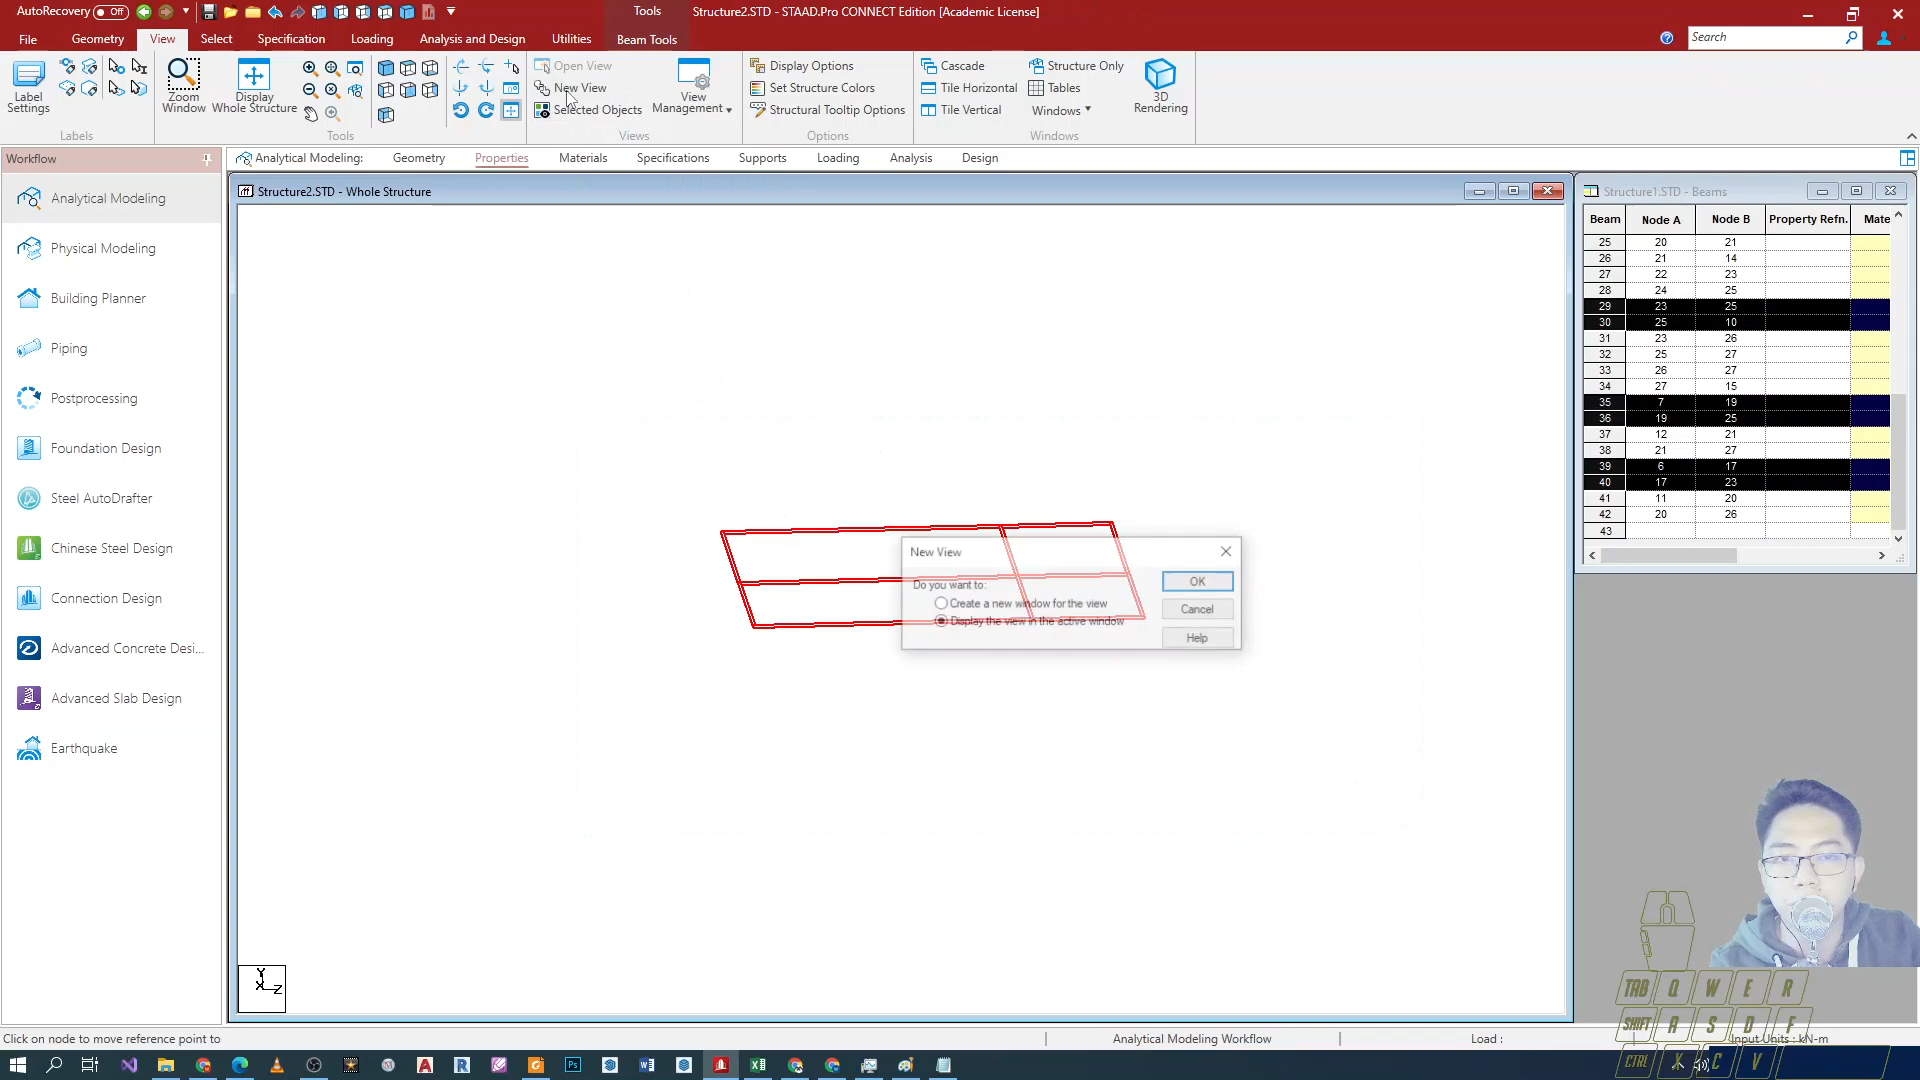 AutoRecovery Off
Tools
Structure2.STD - STAAD.Pro CONNECT Edition [Academic License]
File
Geometry
View
Select
Specification
Loading
Analysis and Design
Utilities
Beam Tools
Search
Label Settings
Zoom Window
Display Whole Structure
Open View
New View
Selected Objects
View Management
Display Options
Set Structure Colors
Structural Tooltip Options
Cascade
Tile Horizontal
Tile Vertical
Structure Only
Tables
Windows
3D Rendering
Labels
Tools
Views
Options
Windows
Workflow
Analytical Modeling:
Geometry
Properties
Materials
Specifications
Supports
Loading
Analysis
Design
Analytical Modeling
Physical Modeling
Building Planner
Piping
Postprocessing
Foundation Design
Steel AutoDrafter
Chinese Steel Design
Connection Design
Advanced Concrete Desi...
Advanced Slab Design
Earthquake
Structure2.STD - Whole Structure
New View
Do you want to:
Create a new window for the view
Display the view in the active window
OK
Cancel
Help
Y
X
Z
Structure1.STD - Beams
Beam Node A Node B Property Refn. Mate
25 20 21
26 21 14
27 22 23
28 24 25
29 23 25
30 25 10
31 23 26
32 25 27
33 26 27
34 27 15
35 7 19
36 19 25
37 12 21
38 21 27
39 6 17
40 17 23
41 11 20
42 20 26
43
TAB Q W E R
SHIFT A S D F
CTRL X C V
Click on node to move reference point to
Analytical Modeling Workflow
Load :
Input Units : kN-m